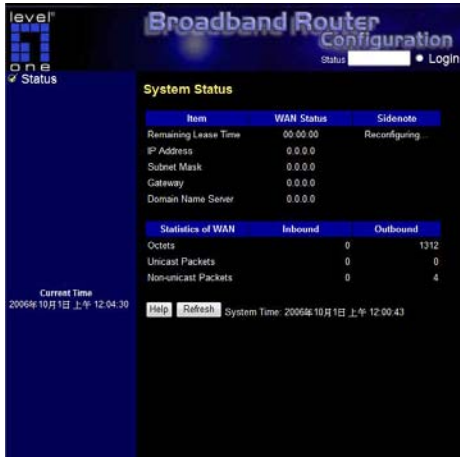 level one
Broadband Router
Configuration
Status Login
Status
System Status
Item WAN Status Sidenote
Remaining Lease Time 00:00:00 Reconfiguring...
IP Address 0.0.0.0
Subnet Mask 0.0.0.0
Gateway 0.0.0.0
Domain Name Server 0.0.0.0
Statistics of WAN Inbound Outbound
Octets 0 1312
Unicast Packets 0 0
Non-unicast Packets 0 4
Current Time
2006年10月1日 上午 12:04:30
Help Refresh System Time: 2006年10月1日 上午 12:00:43